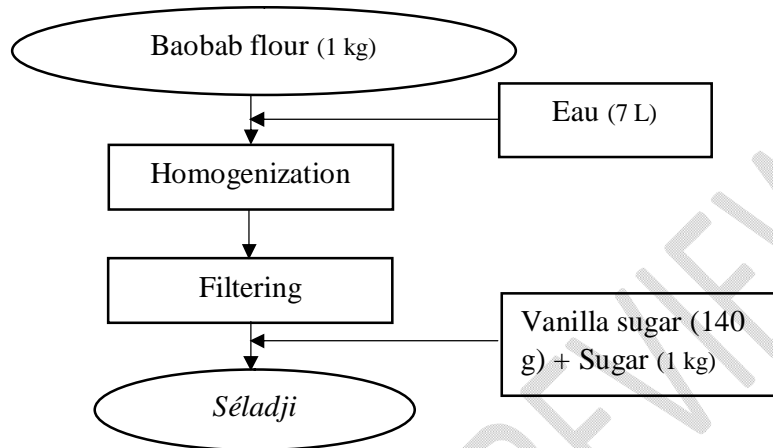 Baobab flour (1 kg)
Eau (7 L)
Homogenization
Filtering
Vanilla sugar (140
g) + Sugar (1 kg)
Séladji